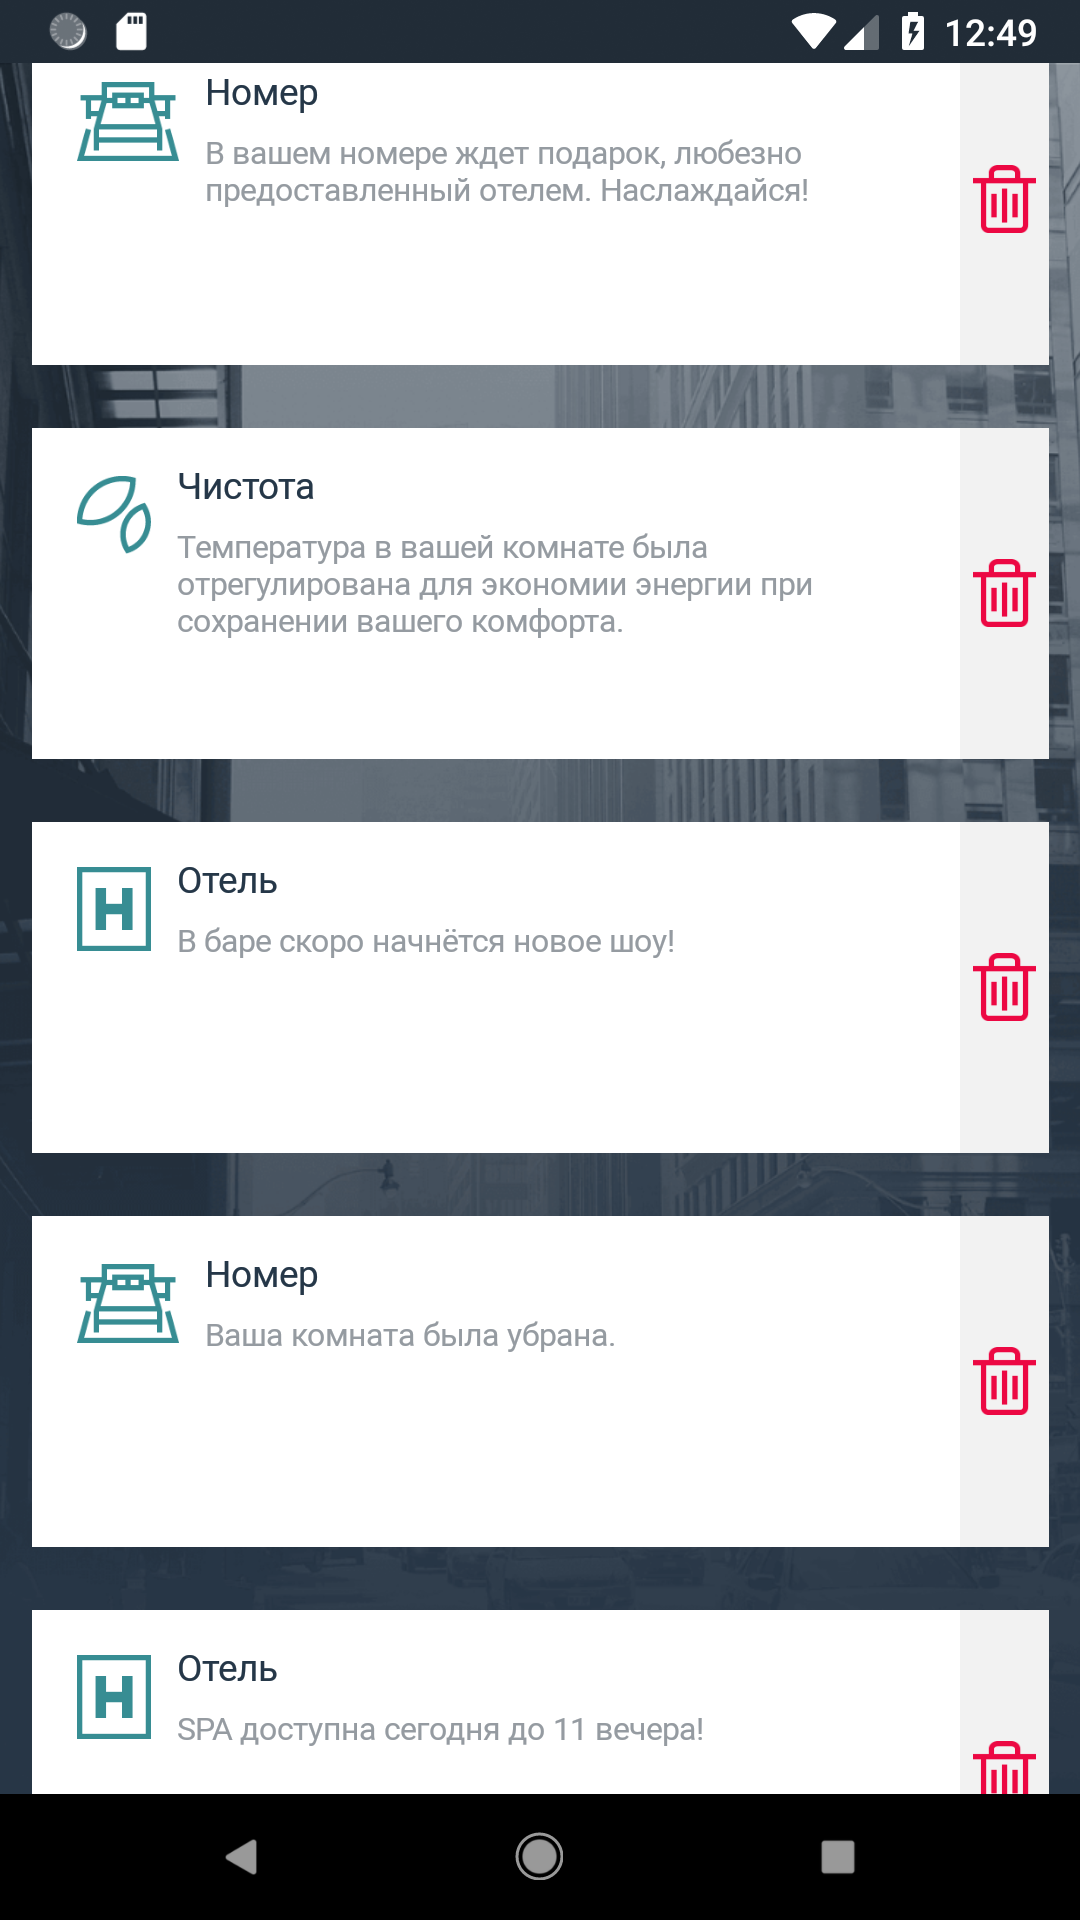 12:49
Номер
В вашем номере ждет подарок, любезно
предоставленный отелем. Наслаждайся!
Чистота
Температура в вашей комнате была
отрегулирована для экономии энергии при
сохранении вашего комфорта.
H
Отель
В баре скоро начнётся новое шоу!
Номер
Ваша комната была убрана.
H
Отель
SPA доступна сегодня до 11 вечера!